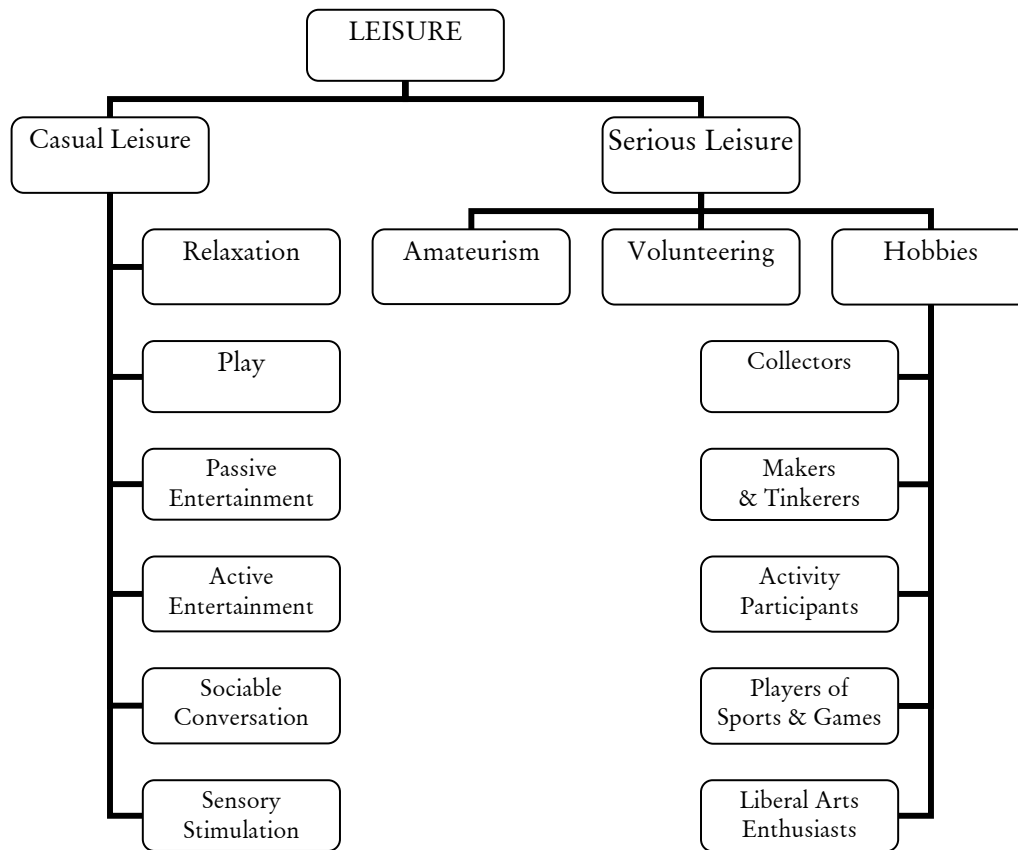 LEISURE
Casual Leisure
Serious Leisure
Relaxation
Amateurism
Volunteering
Hobbies
Play
Collectors
Passive
Entertainment
Makers
& Tinkerers
Active
Entertainment
Activity
Participants
Sociable
Conversation
Players of
Sports & Games
Sensory
Stimulation
Liberal Arts
Enthusiasts